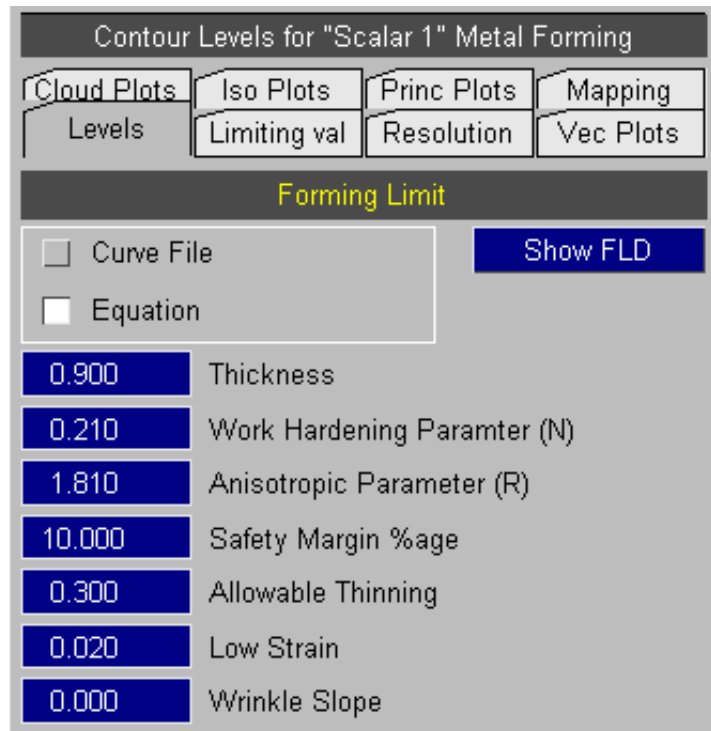 Contour Levels for "Scalar 1" Metal Forming
Cloud Plots Iso Plots Princ Plots Mapping
Levels Limiting val Resolution Vec Plots
Forming Limit
Curve File Show FLD
Equation
0.900 Thickness
0.210 Work Hardening Paramter (N)
1.810 Anisotropic Parameter (R)
10.000 Safety Margin %age
0.300 Allowable Thinning
0.020 Low Strain
0.000 Wrinkle Slope